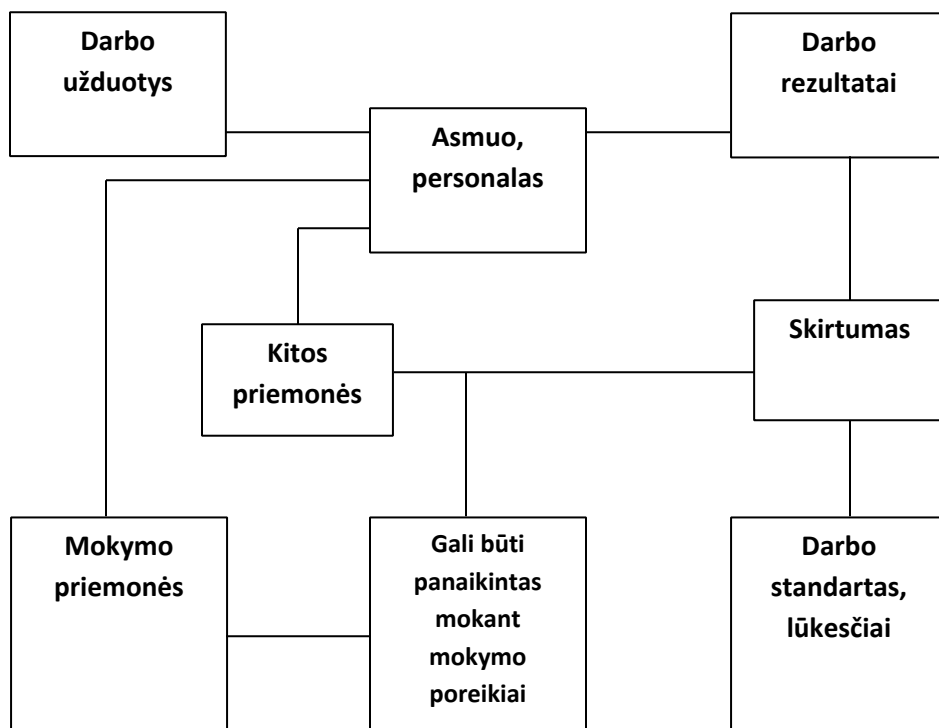 Darbo
užduotys
Darbo
rezultatai
Asmuo,
personalas
Skirtumas
Kitos
priemonės
Mokymo
priemonės
Gali būti
panaikintas
mokant
mokymo
poreikiai
Darbo
standartas,
lūkesčiai